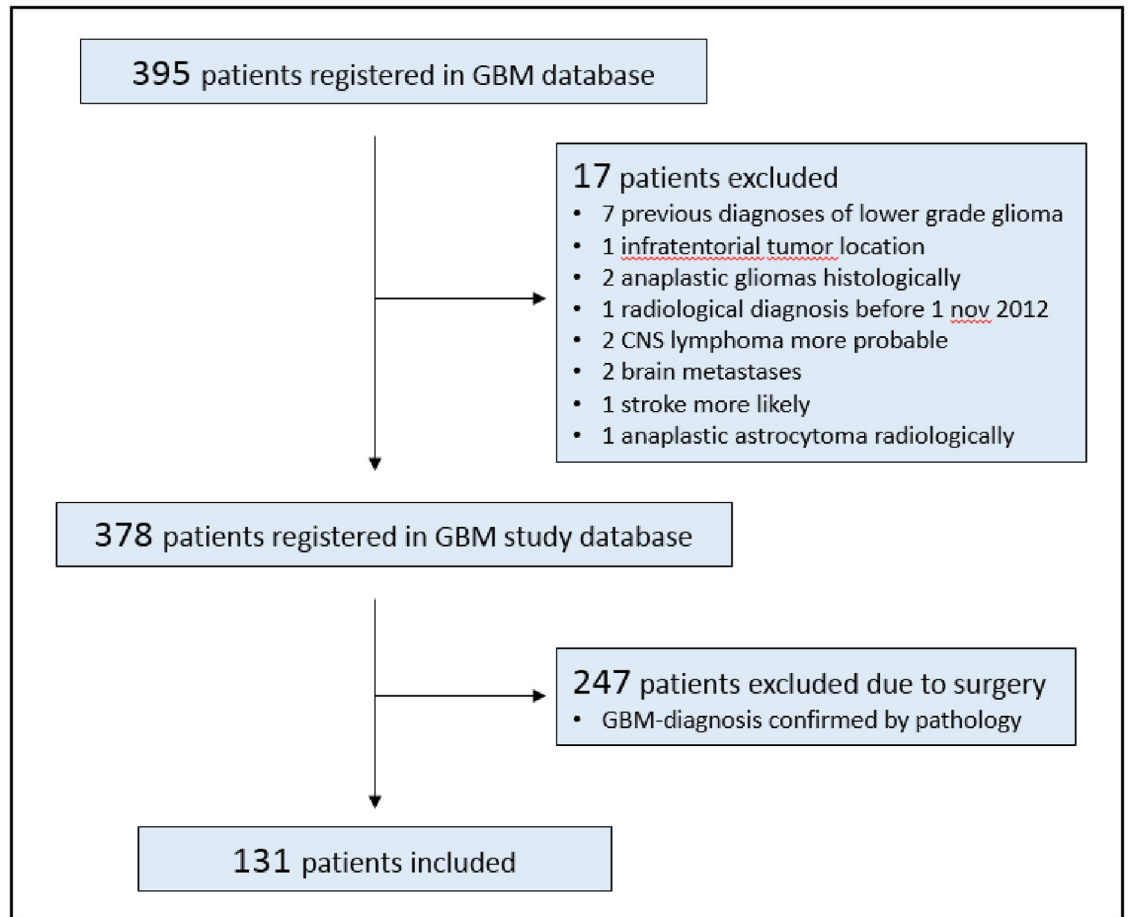 395 patients registered in GBM database
17 patients excluded
• 7 previous diagnoses of lower grade glioma
• 1 infratentorial tumor location
• 2 anaplastic gliomas histologically
• 1 radiological diagnosis before 1 nov 2012
• 2 CNS lymphoma more probable
• 2 brain metastases
• 1 stroke more likely
• 1 anaplastic astrocytoma radiologically
378 patients registered in GBM study database
247 patients excluded due to surgery
• GBM-diagnosis confirmed by pathology
131 patients included